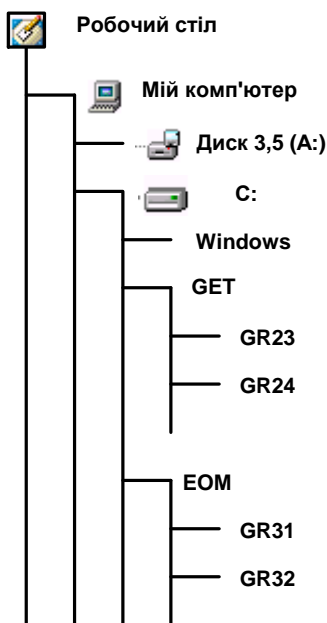 Робочий стіл
Мій комп'ютер
Диск 3,5 (А:)
С:
Windows
GET
GR23
GR24
EOM
GR31
GR32